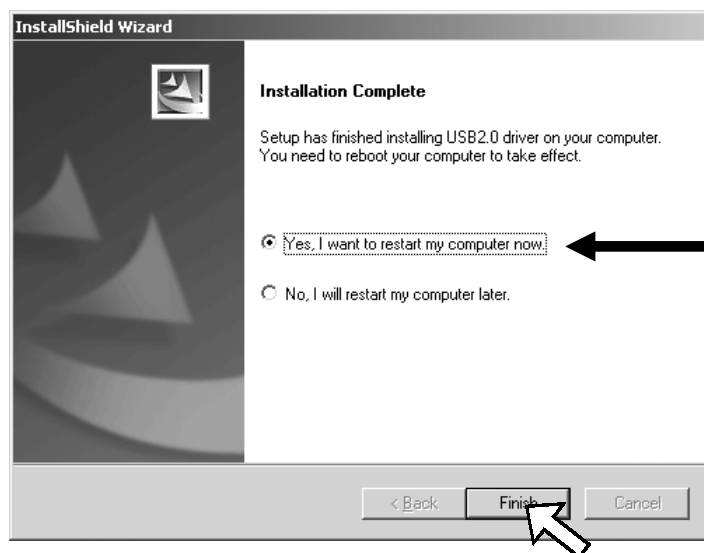 InstallShield Wizard
Installation Complete
Setup has finished installing USB2.0 driver on your computer.
You need to reboot your computer to take effect.
Yes, I want to restart my computer now.
No, I will restart my computer later.
< Back
Finish
Cancel